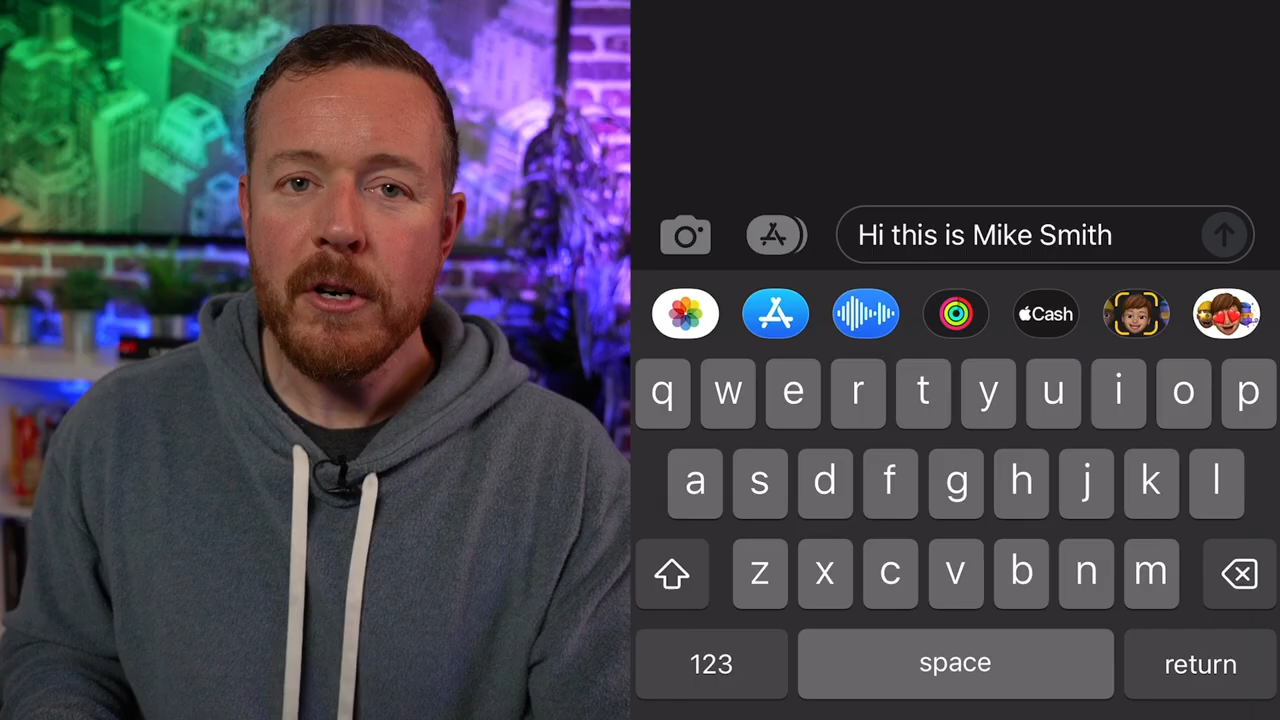 Hi this is Mike Smith
Cash
q w e r t y u i o p
a s d f g h j k l
z x c v b n m
123 space return